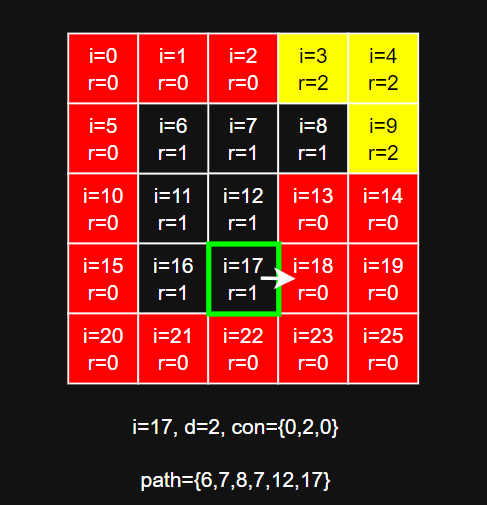 i=0 i=1 i=2 i=3 i=4
r=0 r=0 r=0 r=2 r=2
i=5 i=6 i=7 i=8 i=9
r=0 r=1 r=1 r=1 r=2
i=10 i=11 i=12 i=13 i=14
r=0 r=1 r=1 r=0 r=0
i=15 i=16 i=17 i=18 i=19
r=0 r=1 r=1 r=0 r=0
i=20 i=21 i=22 i=23 i=25
r=0 r=0 r=0 r=0 r=0
i=17, d=2, con={0,2,0}
path={6,7,8,7,12,17}